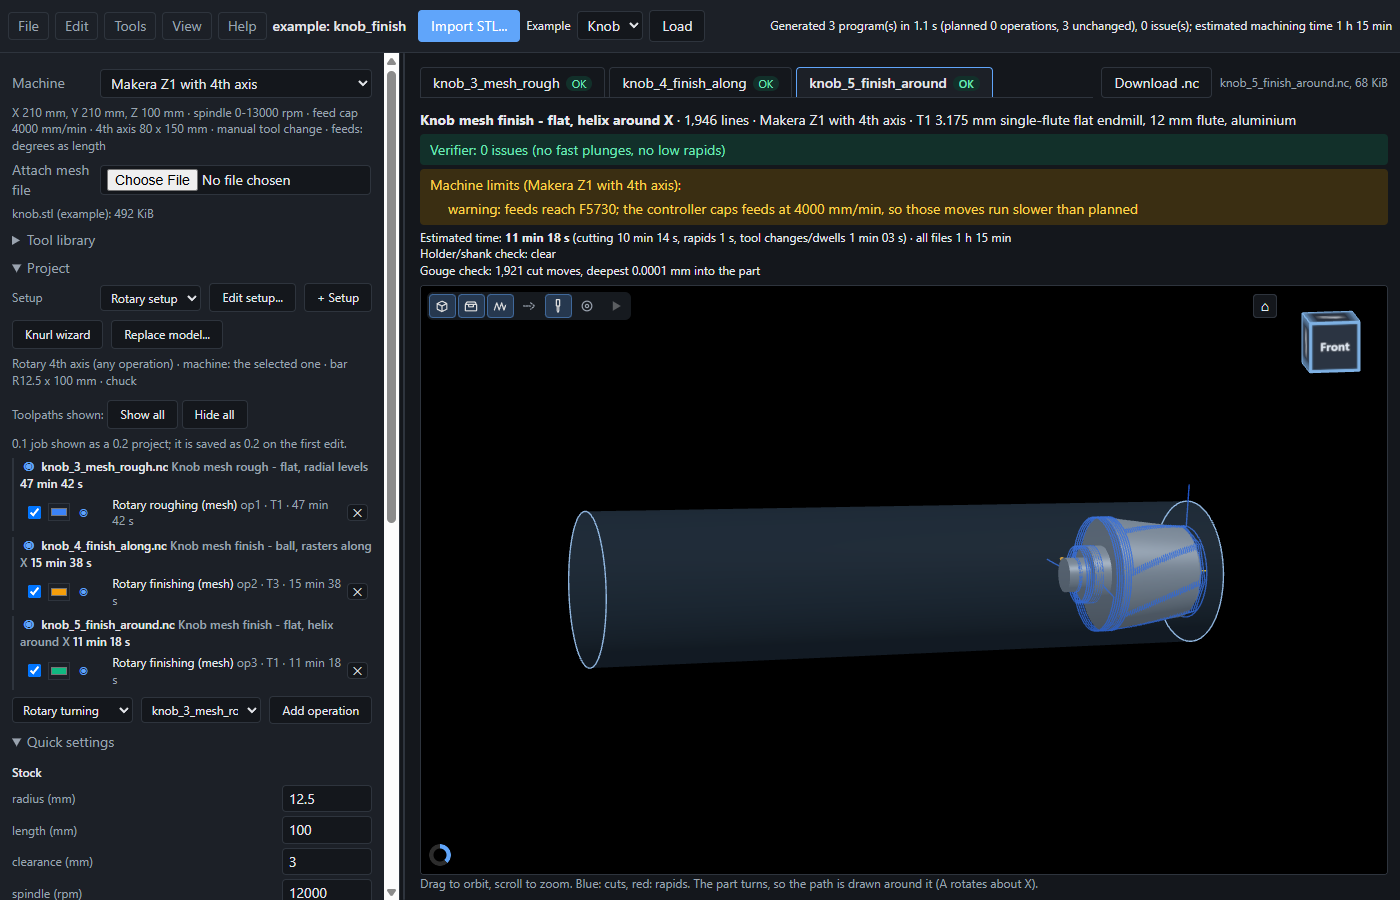 File Edit Tools View Help example: knob_finish Import STL... Example Knob Load Generated 3 program(s) in 1.1 s (planned 0 operations, 3 unchanged), 0 issue(s); estimated machining time 1 h 15 min
Machine Makera Z1 with 4th axis
X 210 mm, Y 210 mm, Z 100 mm · spindle 0-13000 rpm · feed cap
4000 mm/min · 4th axis 80 x 150 mm · manual tool change · feeds:
degrees as length
Attach mesh
file
Choose File No file chosen
knob.stl (example): 492 KiB
Tool library
Project
Setup Rotary setup Edit setup... + Setup
Knurl wizard Replace model...
Rotary 4th axis (any operation) · machine: the selected one · bar
R12.5 x 100 mm · chuck
Toolpaths shown: Show all Hide all
0.1 job shown as a 0.2 project; it is saved as 0.2 on the first edit.
knob_3_mesh_rough.nc Knob mesh rough - flat, radial levels
47 min 42 s
Rotary roughing (mesh) op1 · T1 · 47 min
42 s
knob_4_finish_along.nc Knob mesh finish - ball, rasters along
X 15 min 38 s
Rotary finishing (mesh) op2 · T3 · 15 min 38
s
knob_5_finish_around.nc Knob mesh finish - flat, helix
around X 11 min 18 s
Rotary finishing (mesh) op3 · T1 · 11 min 18
s
Rotary turning knob_3_mesh_rc Add operation
Quick settings
Stock
radius (mm) 12.5
length (mm) 100
clearance (mm) 3
spindle (rpm) 12000
knob_3_mesh_rough OK knob_4_finish_along OK knob_5_finish_around OK Download .nc knob_5_finish_around.nc, 68 KiB
Knob mesh finish - flat, helix around X · 1,946 lines · Makera Z1 with 4th axis · T1 3.175 mm single-flute flat endmill, 12 mm flute, aluminium
Verifier: 0 issues (no fast plunges, no low rapids)
Machine limits (Makera Z1 with 4th axis):
warning: feeds reach F5730; the controller caps feeds at 4000 mm/min, so those moves run slower than planned
Estimated time: 11 min 18 s (cutting 10 min 14 s, rapids 1 s, tool changes/dwells 1 min 03 s) · all files 1 h 15 min
Holder/shank check: clear
Gouge check: 1,921 cut moves, deepest 0.0001 mm into the part
Front
Drag to orbit, scroll to zoom. Blue: cuts, red: rapids. The part turns, so the path is drawn around it (A rotates about X).